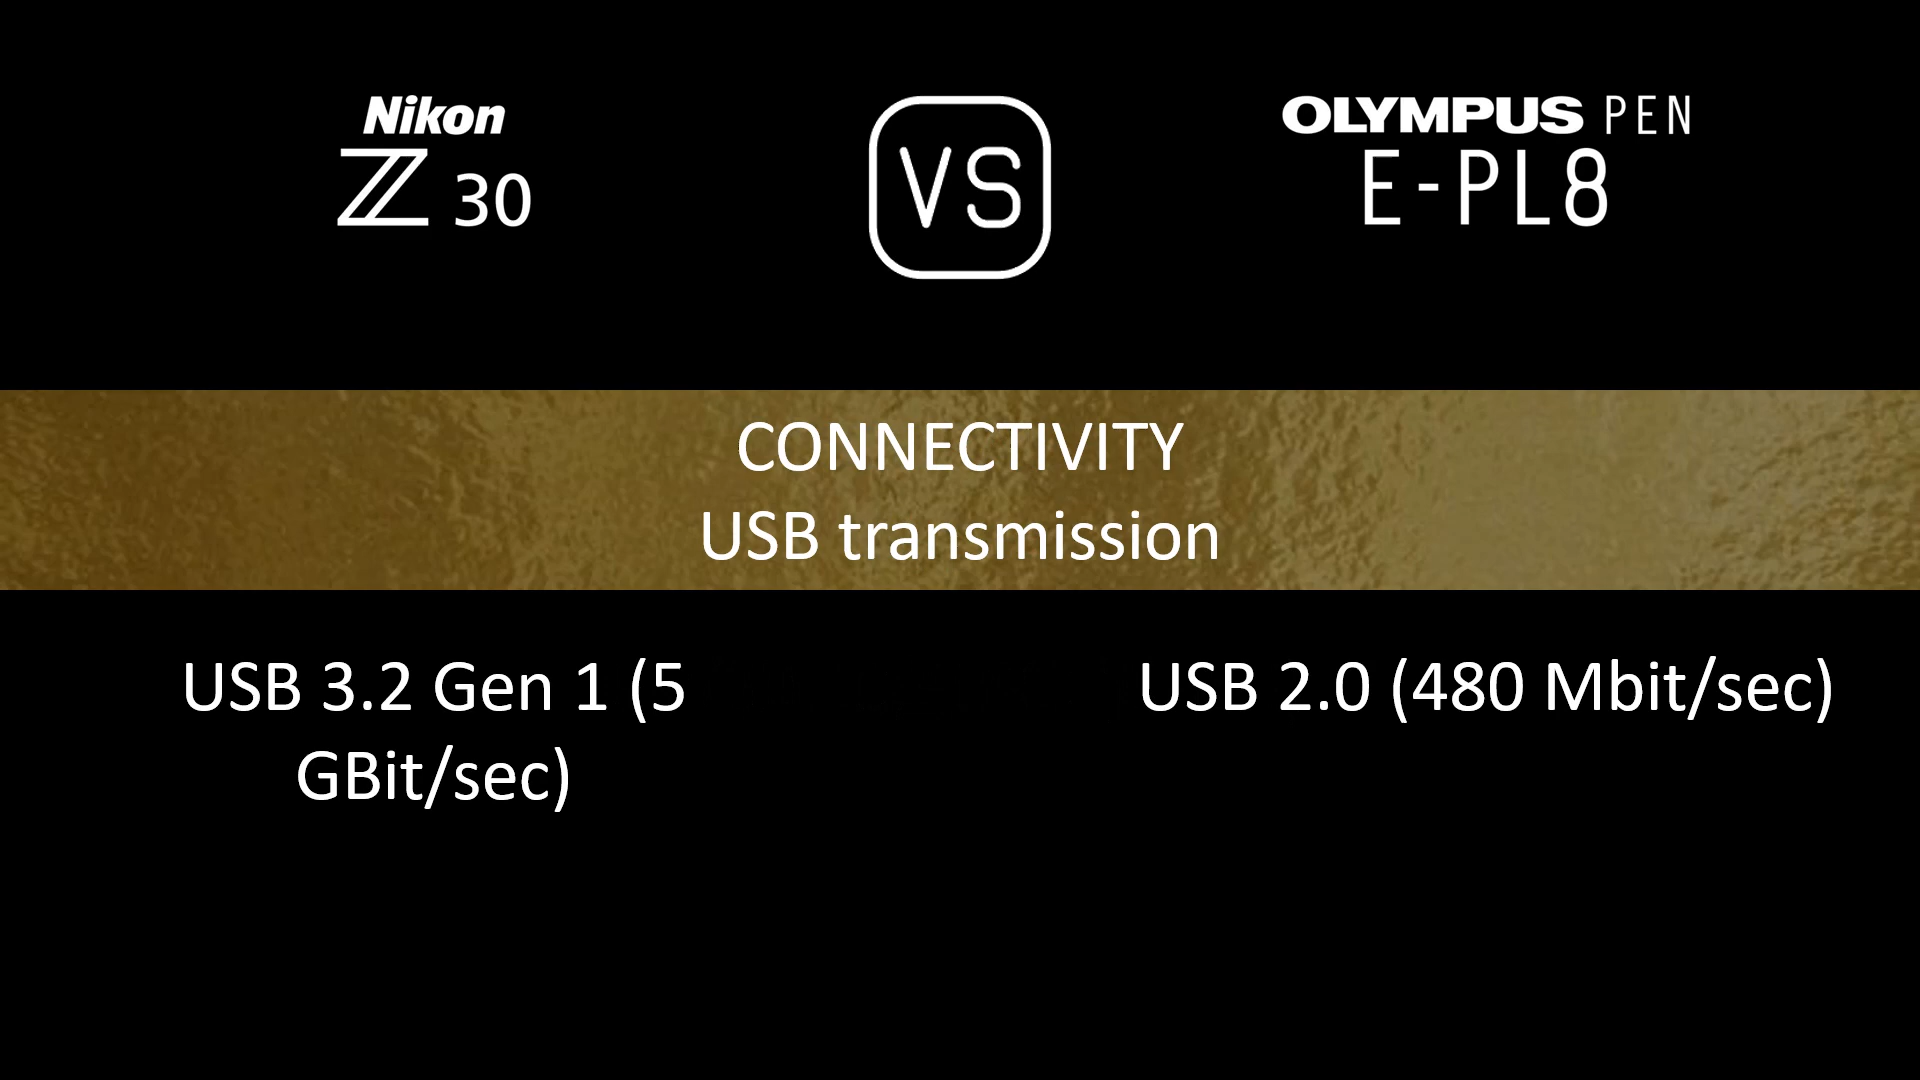 Nikon
Z 30
VS
OLYMPUS PEN
E-PL8
CONNECTIVITY
USB transmission
USB 3.2 Gen 1 (5
GBit/sec)
USB 2.0 (480 Mbit/sec)